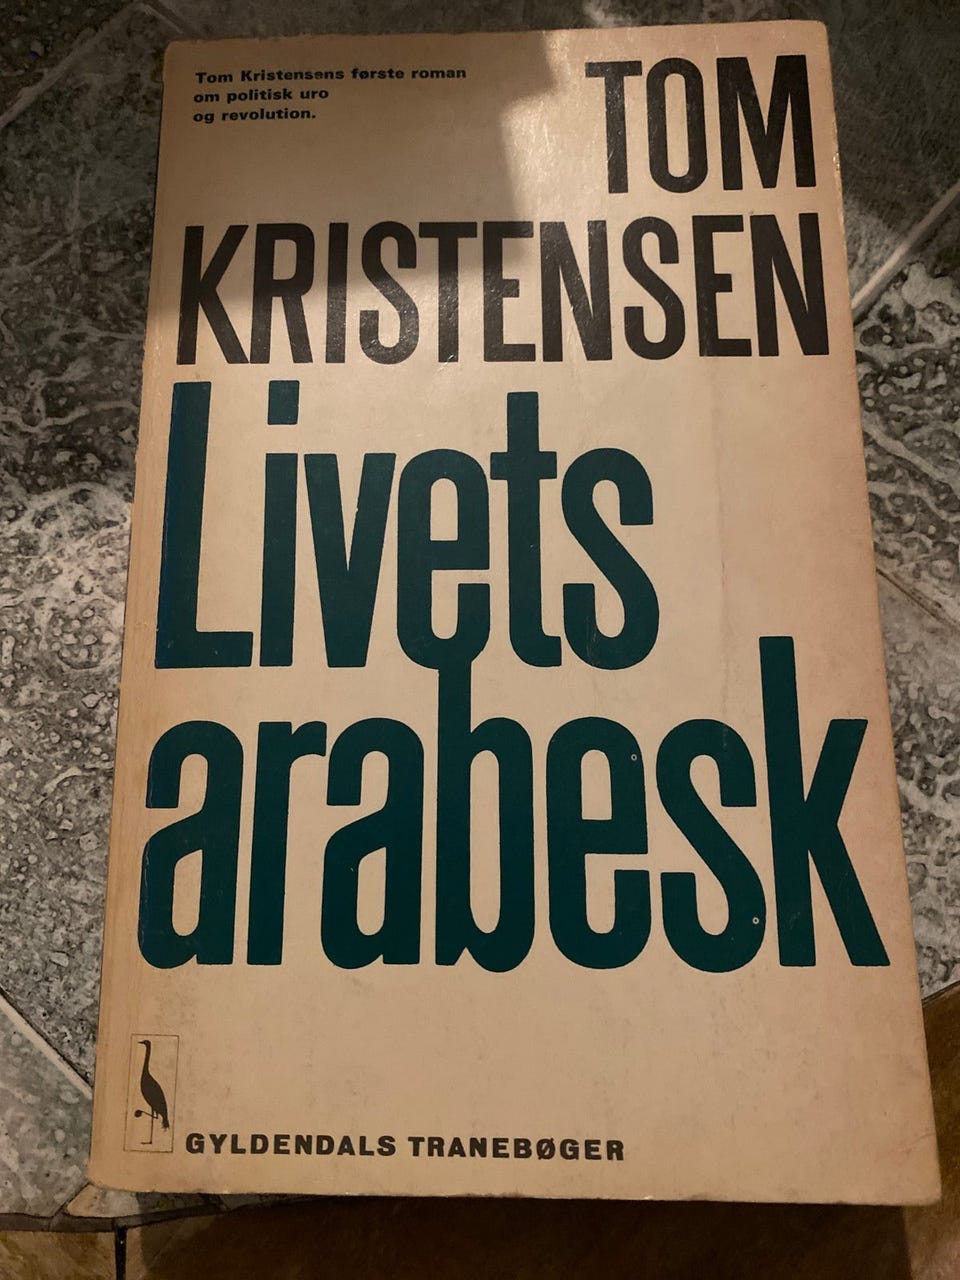 Tom Kristensens første roman
om politisk uro
og revolution.
TOM
KRISTENSEN
Livets
arabesk
GYLDENDALS TRANEBØGER